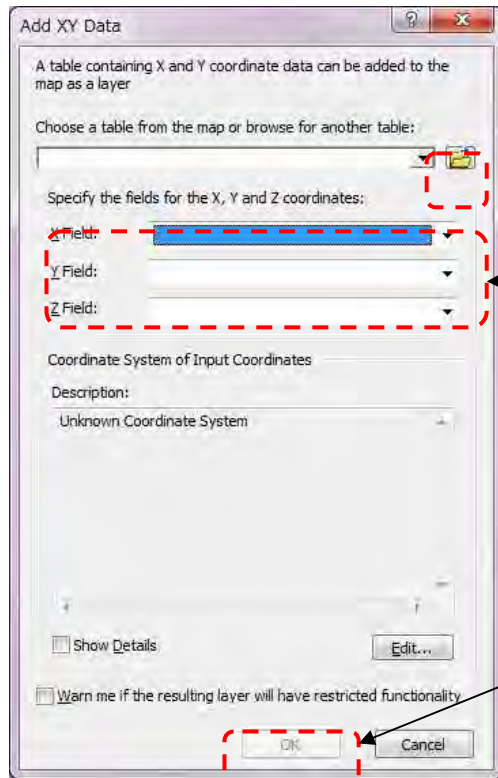 Add XY Data
?
A table containing X and Y coordinate data can be added to the
map as a layer
Choose a table from the map or browse for another table:
Specify the fields for the X, Y and Z coordinates:
X Field:
Y Field:
Z Field:
Coordinate System of Input Coordinates
Description:
Unknown Coordinate System
Show Details
Edit...
Warn me if the resulting layer will have restricted functionality
OK
Cancel